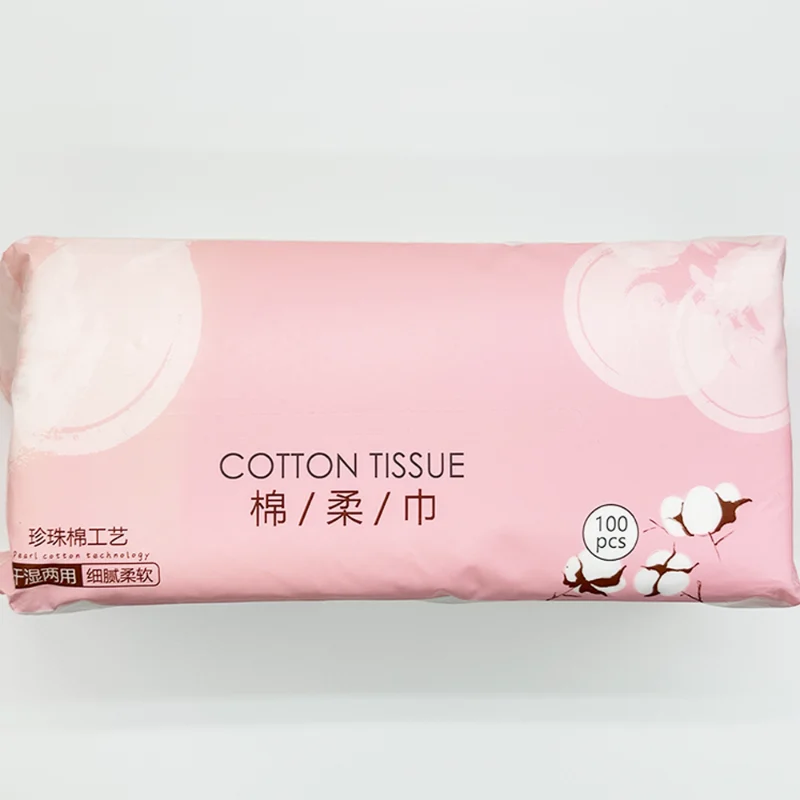 COTTON TISSUE
棉/柔/巾
珍珠棉工艺
Pearl cotton technology
干湿两用 细腻柔软
100
pcs